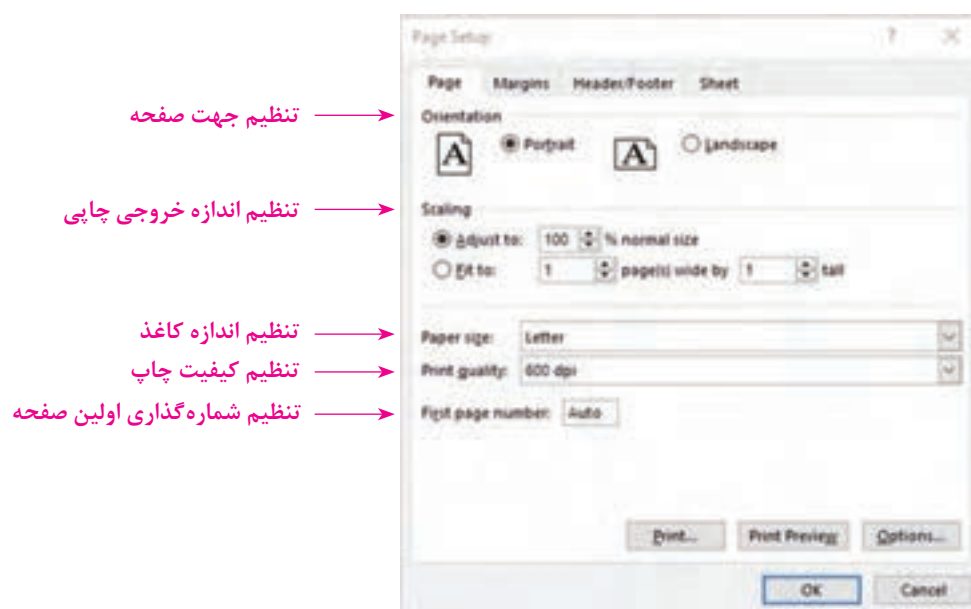 Page Setup
? ×
Page Margins Header/Footer Sheet
تنظیم جهت صفحه
Orientation
A Portrait A Landscape
تنظیم اندازه خروجی چاپی
Scaling
Adjust to: 100 % normal size
Fit to: 1 page(s) wide by 1 tall
تنظیم اندازه کاغذ
Paper size: Letter
تنظیم کیفیت چاپ
Print quality: 600 dpi
تنظیم شماره‌گذاری اولین صفحه
First page number: Auto
Print... Print Preview Options...
OK Cancel